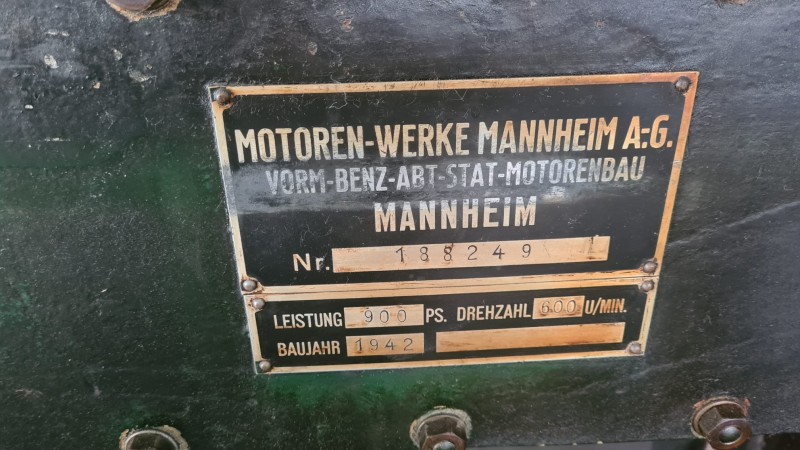 MOTOREN-WERKE MANNHEIM A-G.
VORM-BENZ-ABT-STAT-MOTORENBAU
MANNHEIM
Nr. 188249
LEISTUNG 900 PS. DREHZAHL 600 U/MIN.
BAUJAHR 1942